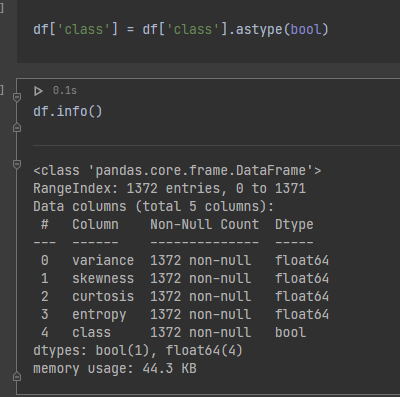 ]
df['class'] = df['class'].astype(bool)
]
0.1s
df.info()
<class 'pandas.core.frame.DataFrame'>
RangeIndex: 1372 entries, 0 to 1371
Data columns (total 5 columns):
 #   Column    Non-Null Count  Dtype
---  ------    --------------  -----
 0   variance  1372 non-null   float64
 1   skewness  1372 non-null   float64
 2   curtosis  1372 non-null   float64
 3   entropy   1372 non-null   float64
 4   class     1372 non-null   bool
dtypes: bool(1), float64(4)
memory usage: 44.3 KB